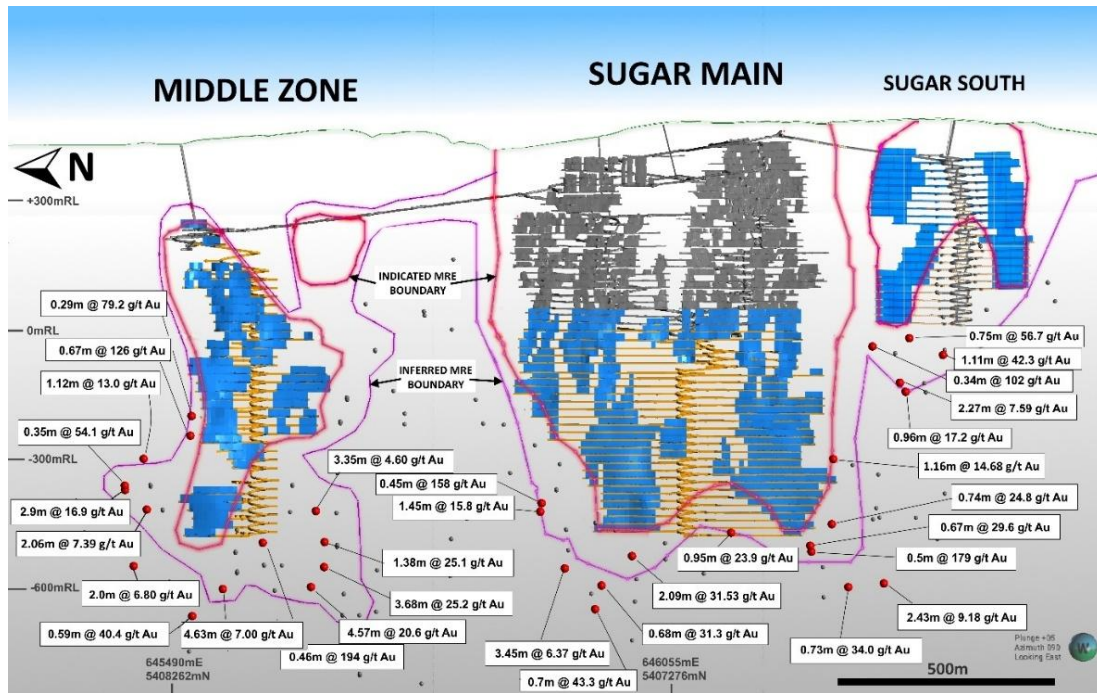 MIDDLE ZONE
SUGAR MAIN
SUGAR SOUTH
N
+300mRL
INDICATED MRE
BOUNDARY
0.29m @ 79.2 g/t Au
0mRL
0.67m @ 126 g/t Au
0.75m @ 56.7 g/t Au
1.11m @ 42.3 g/t Au
1.12m @ 13.0 g/t Au
INFERRED MRE
BOUNDARY
0.34m @ 102 g/t Au
2.27m @ 7.59 g/t Au
0.35m @ 54.1 g/t Au
0.96m @ 17.2 g/t Au
-300mRL
3.35m @ 4.60 g/t Au
1.16m @ 14.68 g/t Au
0.45m @ 158 g/t Au
2.9m @ 16.9 g/t Au
1.45m @ 15.8 g/t Au
0.74m @ 24.8 g/t Au
0.67m @ 29.6 g/t Au
2.06m @ 7.39 g/t Au
0.95m @ 23.9 g/t Au
0.5m @ 179 g/t Au
1.38m @ 25.1 g/t Au
-600mRL
2.0m @ 6.80 g/t Au
3.68m @ 25.2 g/t Au
2.09m @ 31.53 g/t Au
2.43m @ 9.18 g/t Au
0.59m @ 40.4 g/t Au
4.63m @ 7.00 g/t Au
4.57m @ 20.6 g/t Au
0.68m @ 31.3 g/t Au
0.46m @ 194 g/t Au
3.45m @ 6.37 g/t Au
0.73m @ 34.0 g/t Au
645490mE
5408262mN
0.7m @ 43.3 g/t Au
646055mE
5407276mN
500m
Plunge +06
Azimuth 090
Looking East
W